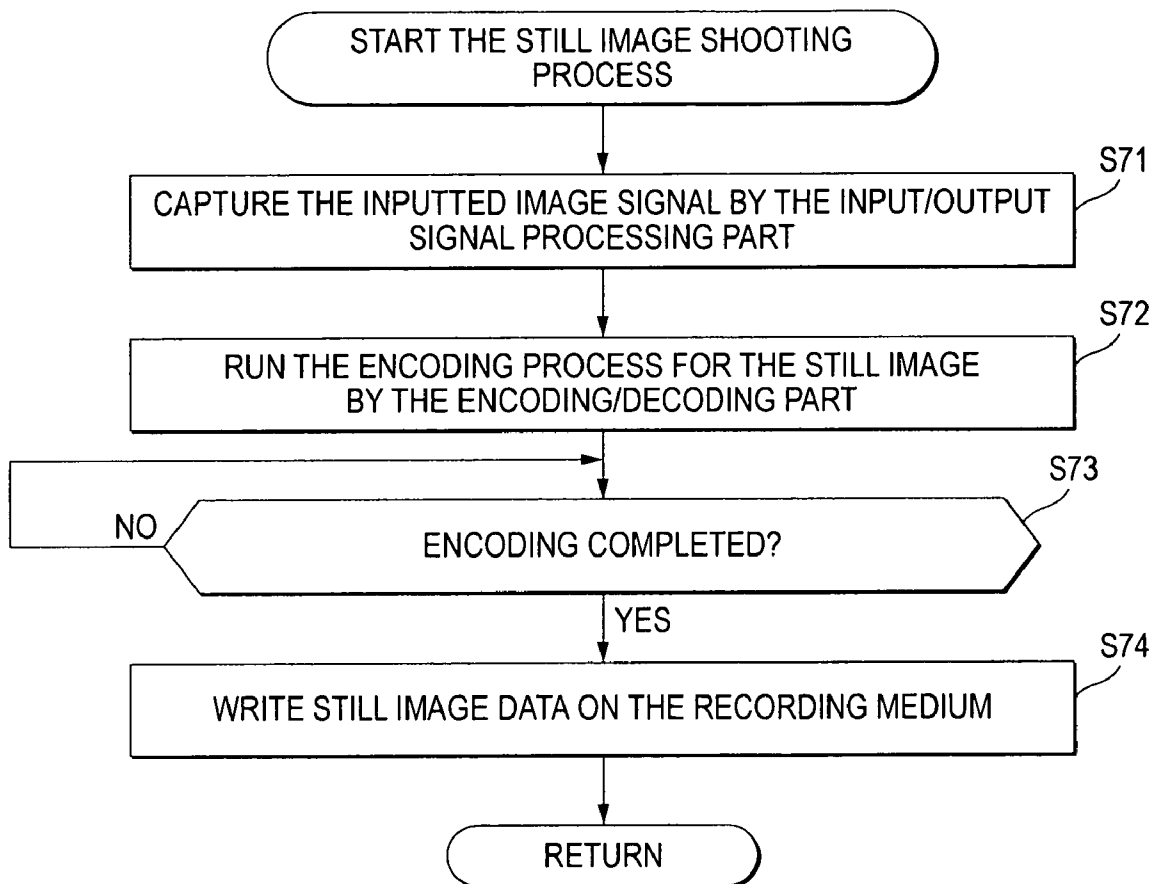 START THE STILL IMAGE SHOOTING
PROCESS
S71
CAPTURE THE INPUTTED IMAGE SIGNAL BY THE INPUT/OUTPUT
SIGNAL PROCESSING PART
S72
RUN THE ENCODING PROCESS FOR THE STILL IMAGE
BY THE ENCODING/DECODING PART
S73
NO
ENCODING COMPLETED?
YES
S74
WRITE STILL IMAGE DATA ON THE RECORDING MEDIUM
RETURN